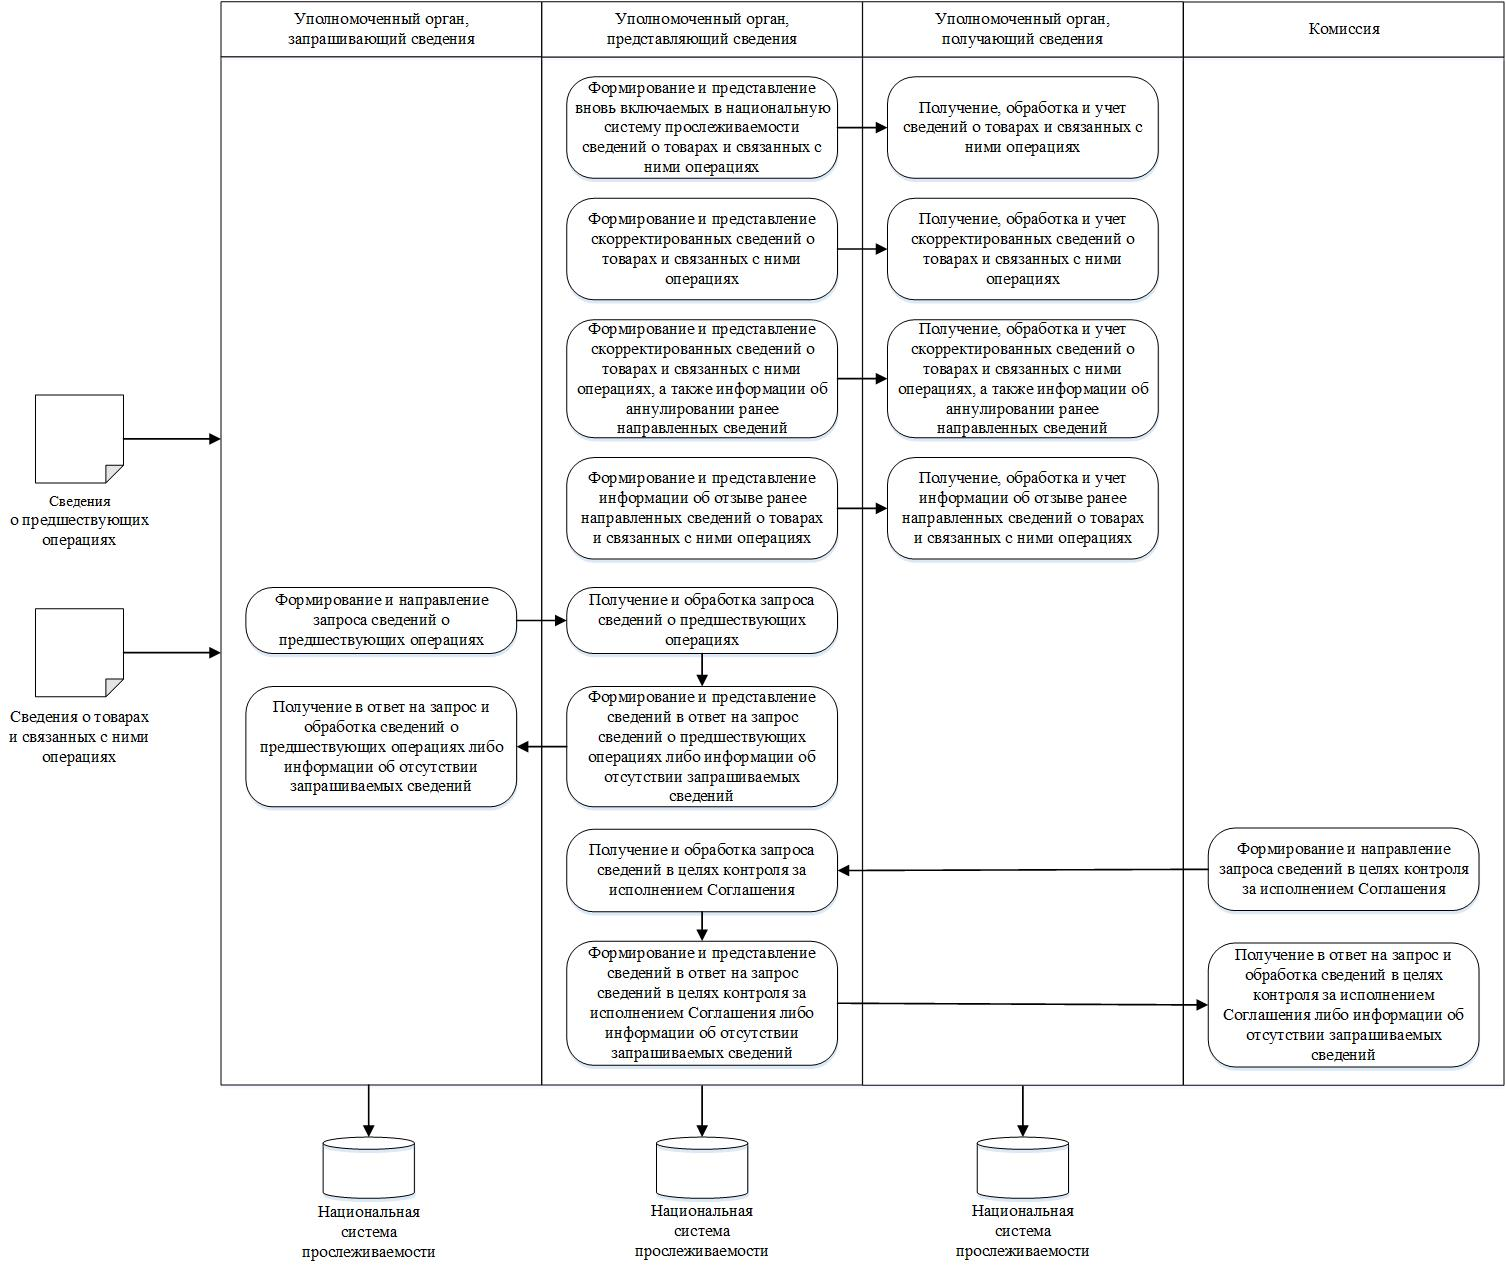 Уполномоченный орган,
запрашивающий сведения
Уполномоченный орган,
представляющий сведения
Уполномоченный орган,
получающий сведения
Комиссия
Формирование и представление
вновь включаемых в национальную
систему прослеживаемости
сведений о товарах и связанных с
ними операциях
Получение, обработка и учет
сведений о товарах и связанных с
ними операциях
Формирование и представление
скорректированных сведений о
товарах и связанных с ними
операциях
Получение, обработка и учет
скорректированных сведений о
товарах и связанных с ними
операциях
Формирование и представление
скорректированных сведений о
товарах и связанных с ними
операциях, а также информации об
аннулировании ранее
направленных сведений
Получение, обработка и учет
скорректированных сведений о
товарах и связанных с ними
операциях, а также информации об
аннулировании ранее
направленных сведений
Сведения
о предшествующих
операциях
Формирование и представление
информации об отзыве ранее
направленных сведений о товарах
и связанных с ними операциях
Получение, обработка и учет
информации об отзыве ранее
направленных сведений о товарах
и связанных с ними операциях
Формирование и направление
запроса сведений о
предшествующих операциях
Получение и обработка запроса
сведений о предшествующих
операциях
Сведения о товарах
и связанных с ними
операциях
Получение в ответ на запрос и
обработка сведений о
предшествующих операциях либо
информации об отсутствии
запрашиваемых сведений
Формирование и представление
сведений в ответ на запрос
сведений о предшествующих
операциях либо информации об
отсутствии запрашиваемых
сведений
Получение и обработка запроса
сведений в целях контроля за
исполнением Соглашения
Формирование и направление
запроса сведений в целях контроля
за исполнением Соглашения
Формирование и представление
сведений в ответ на запрос
сведений в целях контроля за
исполнением Соглашения либо
информации об отсутствии
запрашиваемых сведений
Получение в ответ на запрос и
обработка сведений в целях
контроля за исполнением
Соглашения либо информации об
отсутствии запрашиваемых
сведений
Национальная
система
прослеживаемости
Национальная
система
прослеживаемости
Национальная
система
прослеживаемости